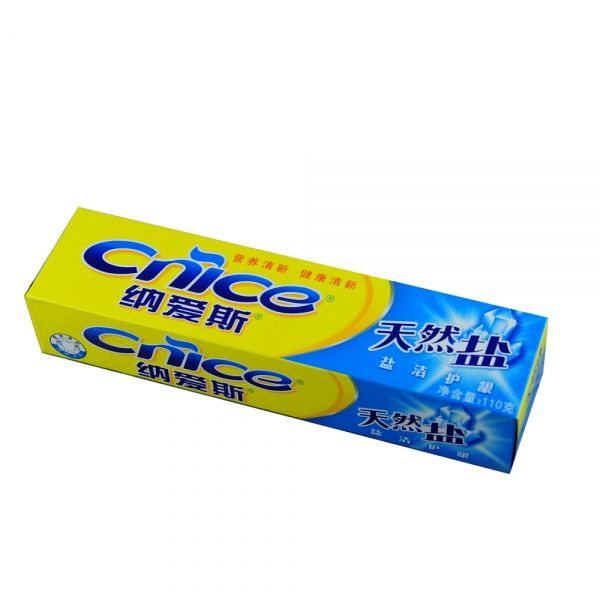 cnice®
营养清新 健康清新
纳爱斯®
天然盐
盐洁护龈
净含量:110克
cnice
纳爱斯®
天然盐
盐洁护龈